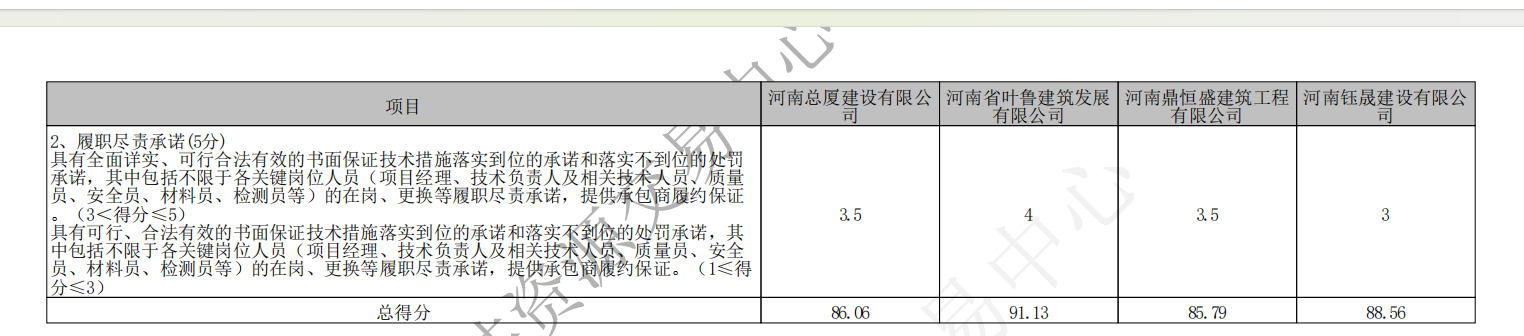 项目
河南总厦建设有限公
司
河南省叶鲁建筑发展
有限公司
河南鼎恒盛建筑工程
有限公司
河南钰晟建设有限公
司
2、履职尽责承诺(5分)
具有全面详实、可行合法有效的书面保证技术措施落实到位的承诺和落实不到位的处罚
承诺，其中包括不限于各关键岗位人员（项目经理、技术负责人及相关技术人员、质量
员、安全员、材料员、检测员等）的在岗、更换等履职尽责承诺，提供承包商履约保证
。（3＜得分≤5）
具有可行、合法有效的书面保证技术措施落实到位的承诺和落实不到位的处罚承诺，其
中包括不限于各关键岗位人员（项目经理、技术负责人及相关技术人员、质量员、安全
员、材料员、检测员等）的在岗、更换等履职尽责承诺，提供承包商履约保证。（1≤得
分≤3）
3.5
4
3.5
3
总得分
86.06
91.13
85.79
88.56
资源交易中心
易中心